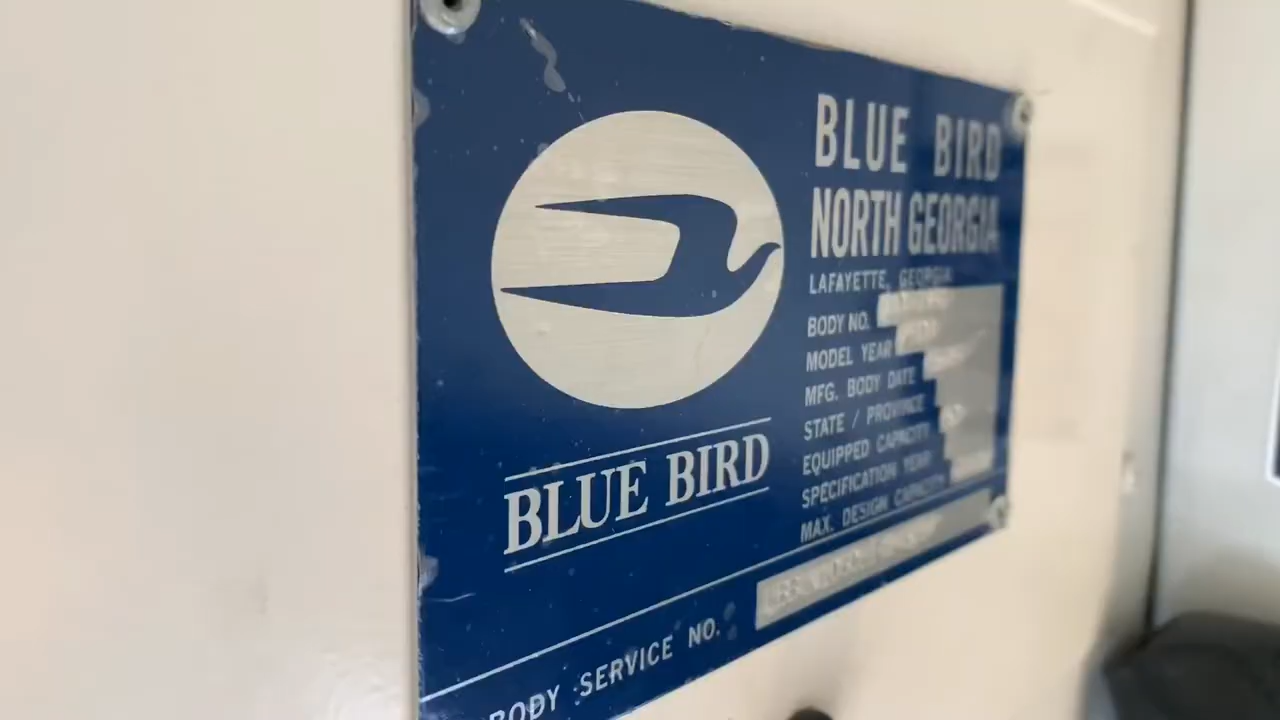 BLUE BIRD
NORTH GEORGIA
LAFAYETTE, GEORGIA
BODY NO.
MODEL YEAR
MFG. BODY DATE
STATE / PROVINCE
EQUIPPED CAPACITY
SPECIFICATION YEAR
MAX. DESIGN CAPACITY
BLUE BIRD
BODY SERVICE NO.